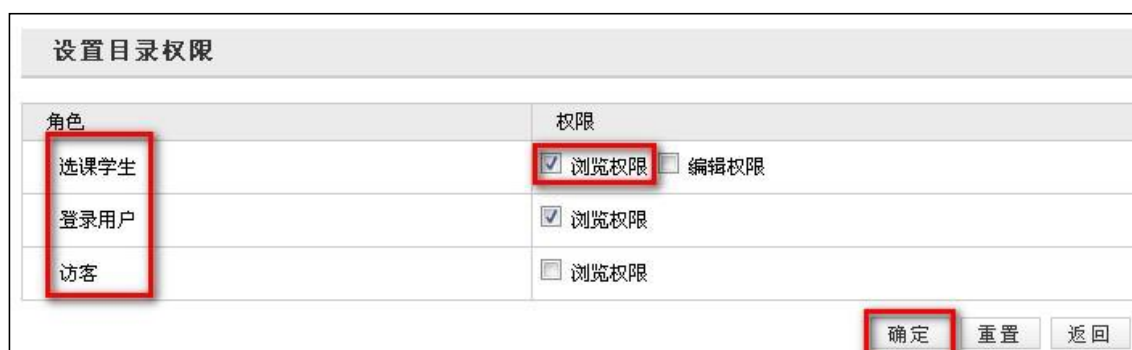 设置目录权限
角色 权限
选课学生 浏览权限 编辑权限
登录用户 浏览权限
访客 浏览权限
确定 重置 返回